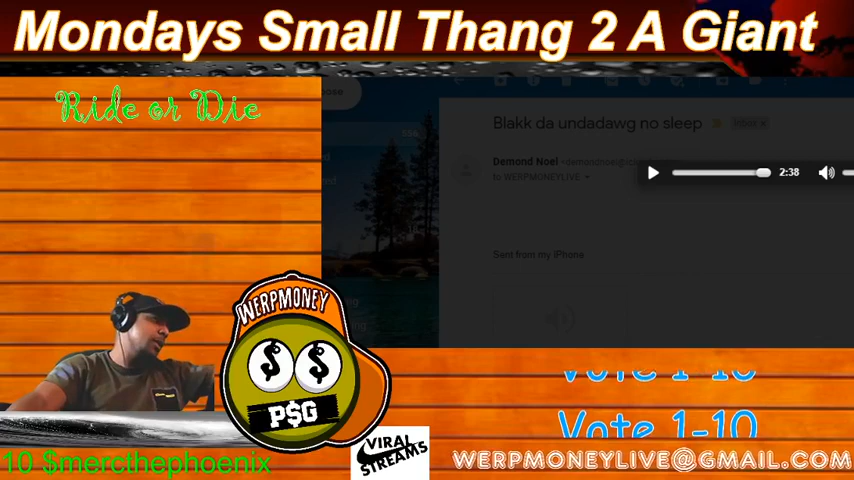 Mondays Small Thang 2 A Giant
Ride or Die
Blakk da undadawg no sleep
Inbox x
Demond Noel
to WERPMONEYLIVE
2:38
Sent from my iPhone
WERPMONEY
P$G
Vote 1-10
Vote 1-10
VIRAL
STREAMS
10 $mercthephoenix
WERPMONEYLIVE@GMAIL.COM